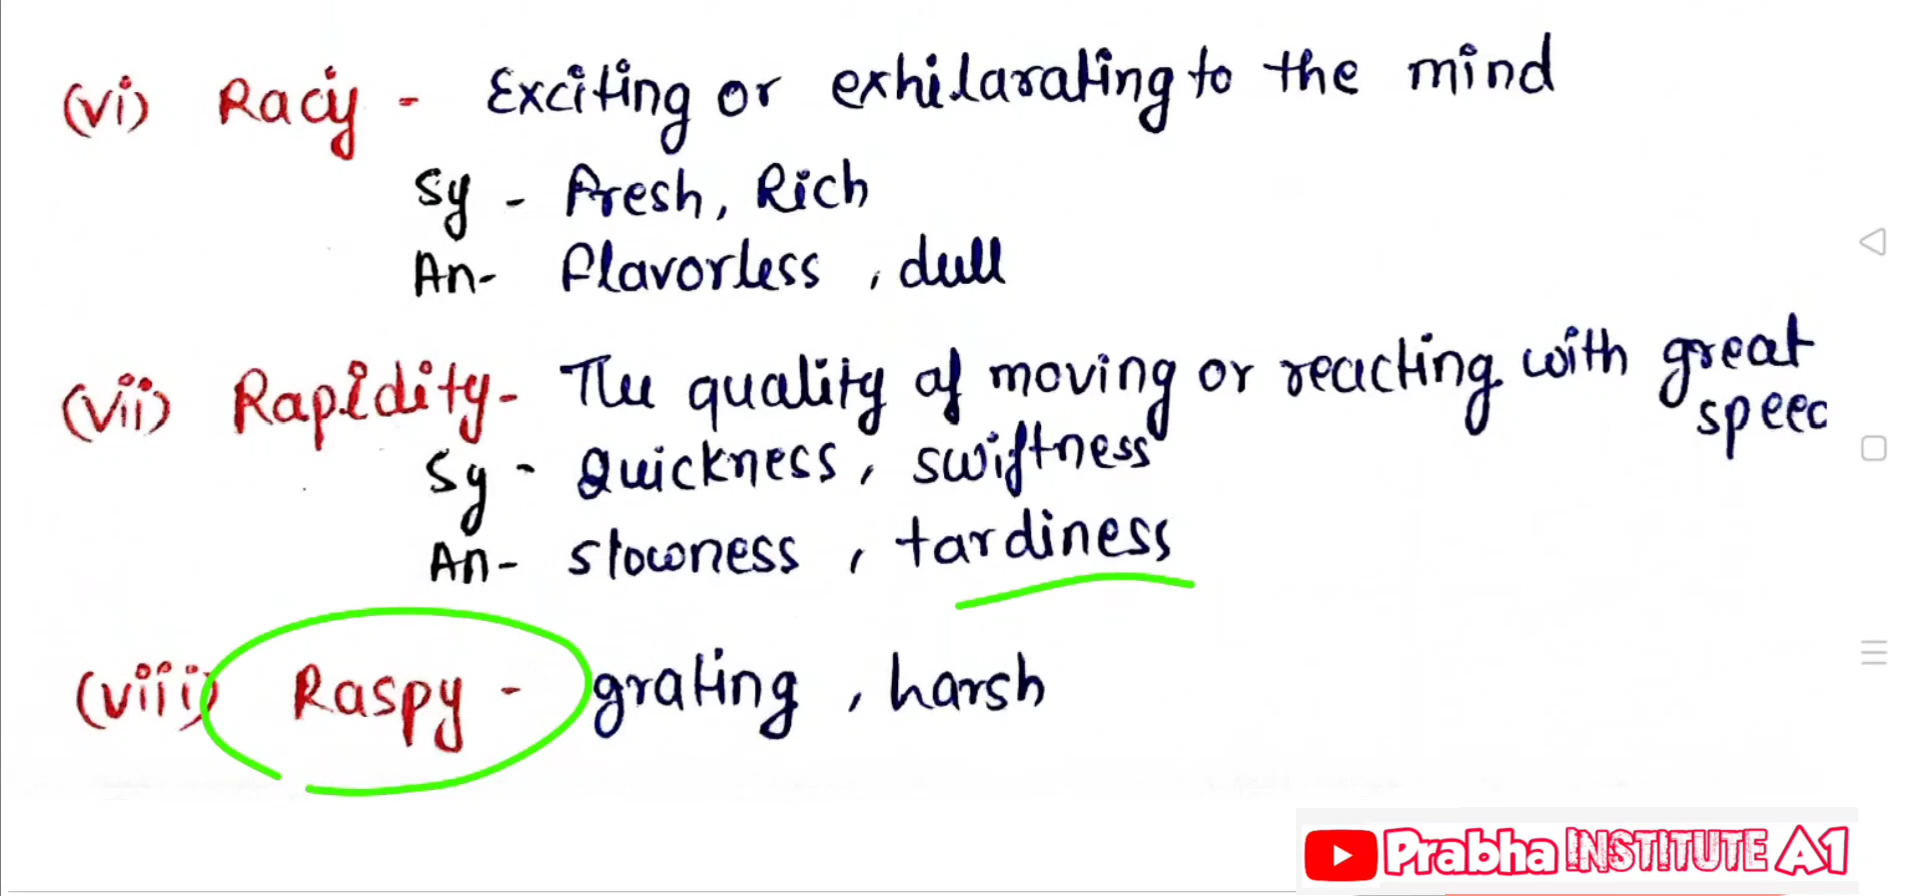 (vi) Racy - Exciting or exhilarating to the mind
Sy - Fresh, Rich
An- flavorless, dull
(vii) Rapidity- The quality of moving or reacting with great
speed
Sy - Quickness, swiftness
An- slowness, tardiness
(viii) Raspy - grating, harsh
Prabha INSTITUTE A1